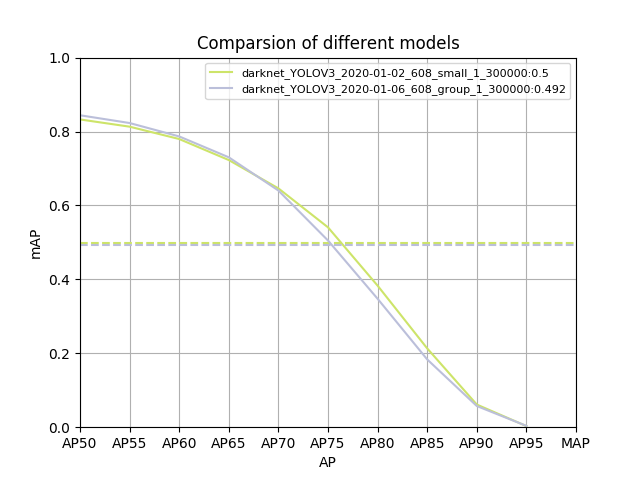 Comparsion of different models
darknet_YOLOV3_2020-01-02_608_small_1_300000:0.5
darknet_YOLOV3_2020-01-06_608_group_1_300000:0.492
mAP
1.0
0.8
0.6
0.4
0.2
0.0
AP50 AP55 AP60 AP65 AP70 AP75 AP80 AP85 AP90 AP95 MAP
AP